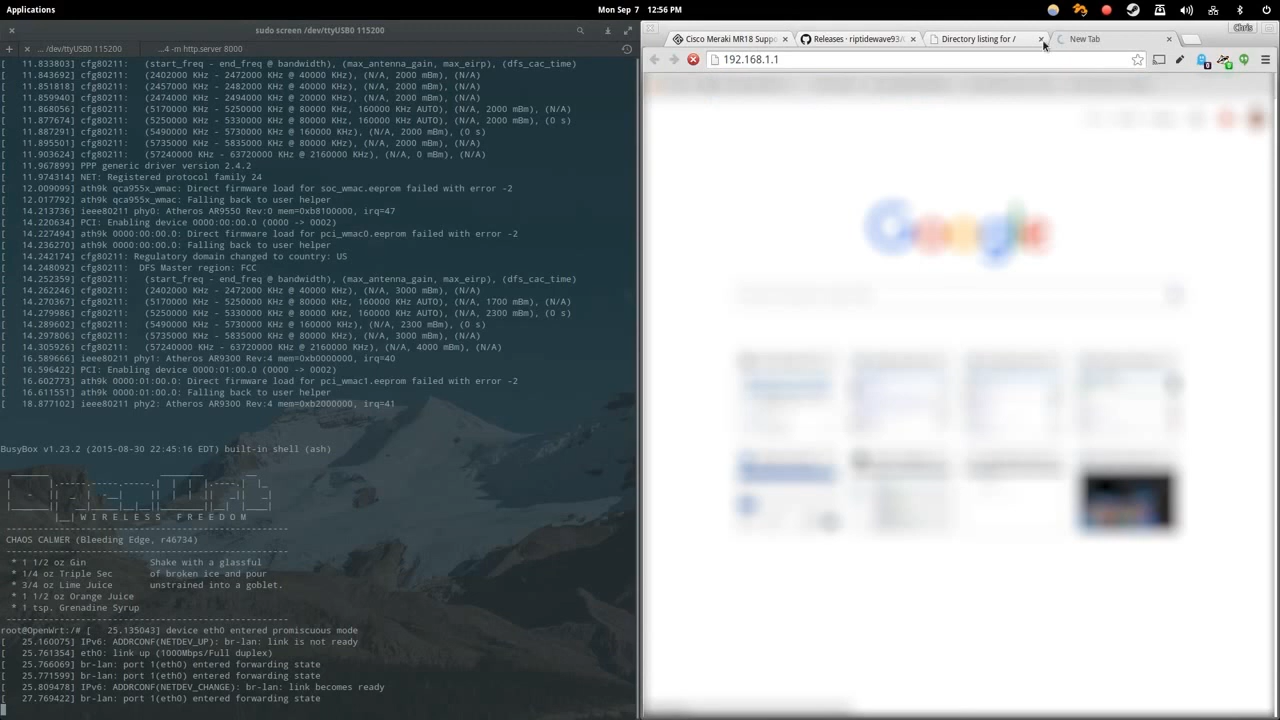 Applications
Mon Sep 7 12:56 PM
sudo screen /dev/ttyUSB0 115200
... /dev/ttyUSB0 115200
...4 -m http.server 8000
[ 11.833803] cfg80211: (start_freq - end_freq @ bandwidth), (max_antenna_gain, max_eirp), (dfs_cac_time)
[ 11.843692] cfg80211: (2402000 KHz - 2472000 KHz @ 40000 KHz), (N/A, 2000 mBm), (N/A)
[ 11.851818] cfg80211: (2457000 KHz - 2482000 KHz @ 40000 KHz), (N/A, 2000 mBm), (N/A)
[ 11.859940] cfg80211: (2474000 KHz - 2494000 KHz @ 20000 KHz), (N/A, 2000 mBm), (N/A)
[ 11.868056] cfg80211: (5170000 KHz - 5250000 KHz @ 80000 KHz, 160000 KHz AUTO), (N/A, 2000 mBm), (N/A)
[ 11.877674] cfg80211: (5250000 KHz - 5330000 KHz @ 80000 KHz, 160000 KHz AUTO), (N/A, 2000 mBm), (0 s)
[ 11.887291] cfg80211: (5490000 KHz - 5730000 KHz @ 160000 KHz), (N/A, 2000 mBm), (0 s)
[ 11.895501] cfg80211: (5735000 KHz - 5835000 KHz @ 80000 KHz), (N/A, 2000 mBm), (N/A)
[ 11.903624] cfg80211: (57240000 KHz - 63720000 KHz @ 2160000 KHz), (N/A, 0 mBm), (N/A)
[ 11.967899] PPP generic driver version 2.4.2
[ 11.974314] NET: Registered protocol family 24
[ 12.009099] ath9k qca955x_wmac: Direct firmware load for soc_wmac.eeprom failed with error -2
[ 12.017792] ath9k qca955x_wmac: Falling back to user helper
[ 14.213736] ieee80211 phy0: Atheros AR9550 Rev:0 mem=0xb8100000, irq=47
[ 14.220634] PCI: Enabling device 0000:00:00.0 (0000 -> 0002)
[ 14.227494] ath9k 0000:00:00.0: Direct firmware load for pci_wmac0.eeprom failed with error -2
[ 14.236270] ath9k 0000:00:00.0: Falling back to user helper
[ 14.242174] cfg80211: Regulatory domain changed to country: US
[ 14.248092] cfg80211: DFS Master region: FCC
[ 14.252359] cfg80211: (start_freq - end_freq @ bandwidth), (max_antenna_gain, max_eirp), (dfs_cac_time)
[ 14.262246] cfg80211: (2402000 KHz - 2472000 KHz @ 40000 KHz), (N/A, 3000 mBm), (N/A)
[ 14.270367] cfg80211: (5170000 KHz - 5250000 KHz @ 80000 KHz, 160000 KHz AUTO), (N/A, 1700 mBm), (N/A)
[ 14.279986] cfg80211: (5250000 KHz - 5330000 KHz @ 80000 KHz, 160000 KHz AUTO), (N/A, 2300 mBm), (0 s)
[ 14.289602] cfg80211: (5490000 KHz - 5730000 KHz @ 160000 KHz), (N/A, 2300 mBm), (0 s)
[ 14.297806] cfg80211: (5735000 KHz - 5835000 KHz @ 80000 KHz), (N/A, 3000 mBm), (N/A)
[ 14.305926] cfg80211: (57240000 KHz - 63720000 KHz @ 2160000 KHz), (N/A, 4000 mBm), (N/A)
[ 16.589666] ieee80211 phy1: Atheros AR9300 Rev:4 mem=0xb0000000, irq=40
[ 16.596422] PCI: Enabling device 0000:01:00.0 (0000 -> 0002)
[ 16.602773] ath9k 0000:01:00.0: Direct firmware load for pci_wmac1.eeprom failed with error -2
[ 16.611551] ath9k 0000:01:00.0: Falling back to user helper
[ 18.877102] ieee80211 phy2: Atheros AR9300 Rev:4 mem=0xb2000000, irq=41
BusyBox v1.23.2 (2015-08-30 22:45:16 EDT) built-in shell (ash)
W I R E L E S S   F R E E D O M
CHAOS CALMER (Bleeding Edge, r46734)
* 1 1/2 oz Gin Shake with a glassful
* 1/4 oz Triple Sec of broken ice and pour
* 3/4 oz Lime Juice unstrained into a goblet.
* 1 1/2 oz Orange Juice
* 1 tsp. Grenadine Syrup
root@OpenWrt:/# [ 25.135043] device eth0 entered promiscuous mode
[ 25.160075] IPv6: ADDRCONF(NETDEV_UP): br-lan: link is not ready
[ 25.761354] eth0: link up (1000Mbps/Full duplex)
[ 25.766069] br-lan: port 1(eth0) entered forwarding state
[ 25.771599] br-lan: port 1(eth0) entered forwarding state
[ 25.809478] IPv6: ADDRCONF(NETDEV_CHANGE): br-lan: link becomes ready
[ 27.769422] br-lan: port 1(eth0) entered forwarding state
Chris
Cisco Meraki MR18 Suppo
Releases · riptidewave93/
Directory listing for /
New Tab
192.168.1.1
Google